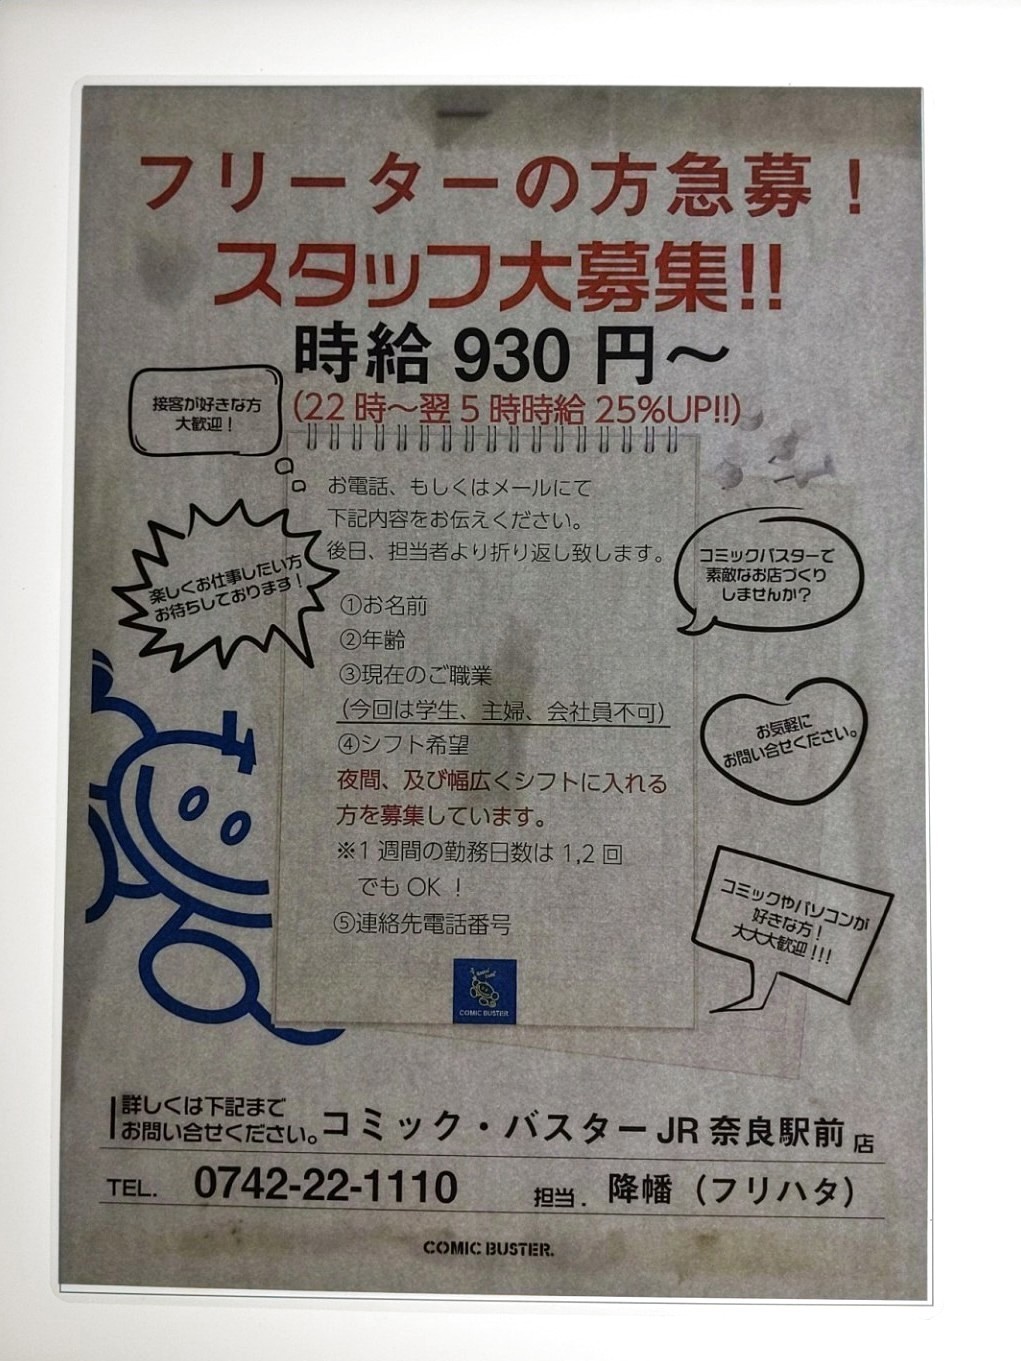 フリーターの方急募！
スタッフ大募集!!
時給 930 円～
(22 時～翌 5 時時給 25%UP!!)
接客が好きな方
大歓迎！
楽しくお仕事したい方
お待ちしております！
お電話、もしくはメールにて
下記内容をお伝えください。
後日、担当者より折り返し致します。
①お名前
②年齢
③現在のご職業
（今回は学生、主婦、会社員不可）
④シフト希望
夜間、及び幅広くシフトに入れる
方を募集しています。
※1 週間の勤務日数は 1,2 回
でも OK ！
⑤連絡先電話番号
COMIC BUSTER
コミックバスターで
素敵なお店づくり
しませんか？
お気軽に
お問い合せください。
コミックやパソコンが
好きな方！
大大大歓迎！!!
詳しくは下記まで
お問い合せください。
コミック・バスター JR 奈良駅前 店
TEL. 0742-22-1110 担当． 降幡（フリハタ）
COMIC BUSTER.